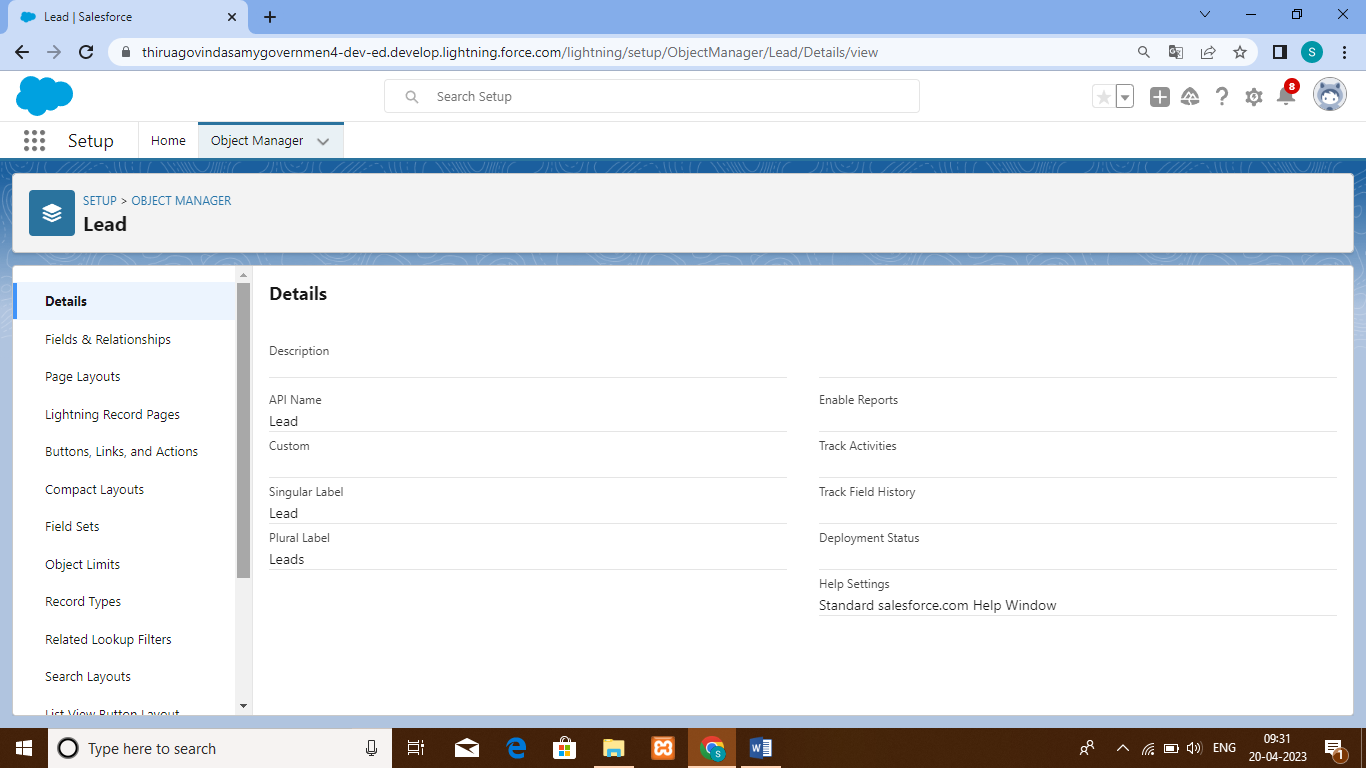 Lead | Salesforce
thiruagovindasamygovernmen4-dev-ed.develop.lightning.force.com/lightning/setup/ObjectManager/Lead/Details/view
S
Search Setup
8
Setup
Home
Object Manager
SETUP > OBJECT MANAGER
Lead
Details
Fields & Relationships
Page Layouts
Lightning Record Pages
Buttons, Links, and Actions
Compact Layouts
Field Sets
Object Limits
Record Types
Related Lookup Filters
Search Layouts
List View Button Layout
Details
Description
API Name
Lead
Custom
Singular Label
Lead
Plural Label
Leads
Enable Reports
Track Activities
Track Field History
Deployment Status
Help Settings
Standard salesforce.com Help Window
Type here to search
S
ENG
09:31
20-04-2023
1